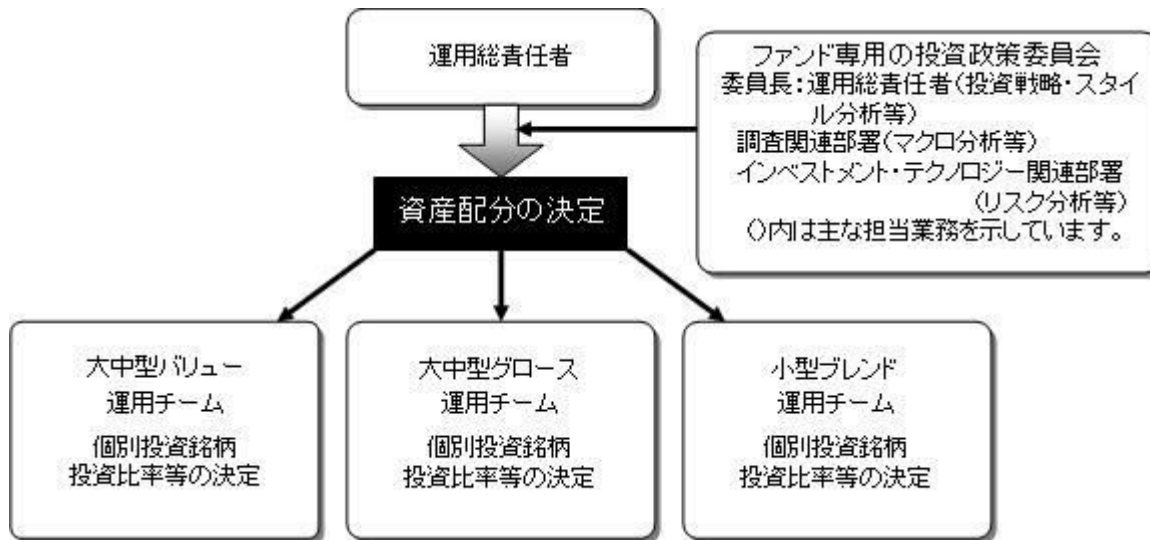 運用総責任者
ファンド専用の投資政策委員会
委員長：運用総責任者（投資戦略・スタイ
ル分析等）
調査関連部署（マクロ分析等）
インベストメント・テクノロジー関連部署
（リスク分析等）
（）内は主な担当業務を示しています。
資産配分の決定
大中型バリュー
運用チーム
個別投資銘柄
投資比率等の決定
大中型グロース
運用チーム
個別投資銘柄
投資比率等の決定
小型ブレンド
運用チーム
個別投資銘柄
投資比率等の決定